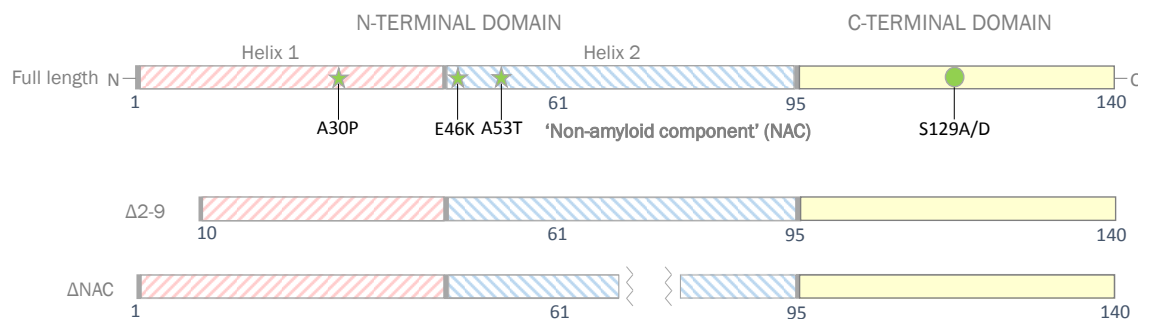 N-TERMINAL DOMAIN C-TERMINAL DOMAIN
Helix 1 Helix 2
Full length N C
1 61 95 140
A30P E46K A53T 'Non-amyloid component' (NAC) S129A/D
Δ2-9
10 61 95 140
ΔNAC
1 61 95 140